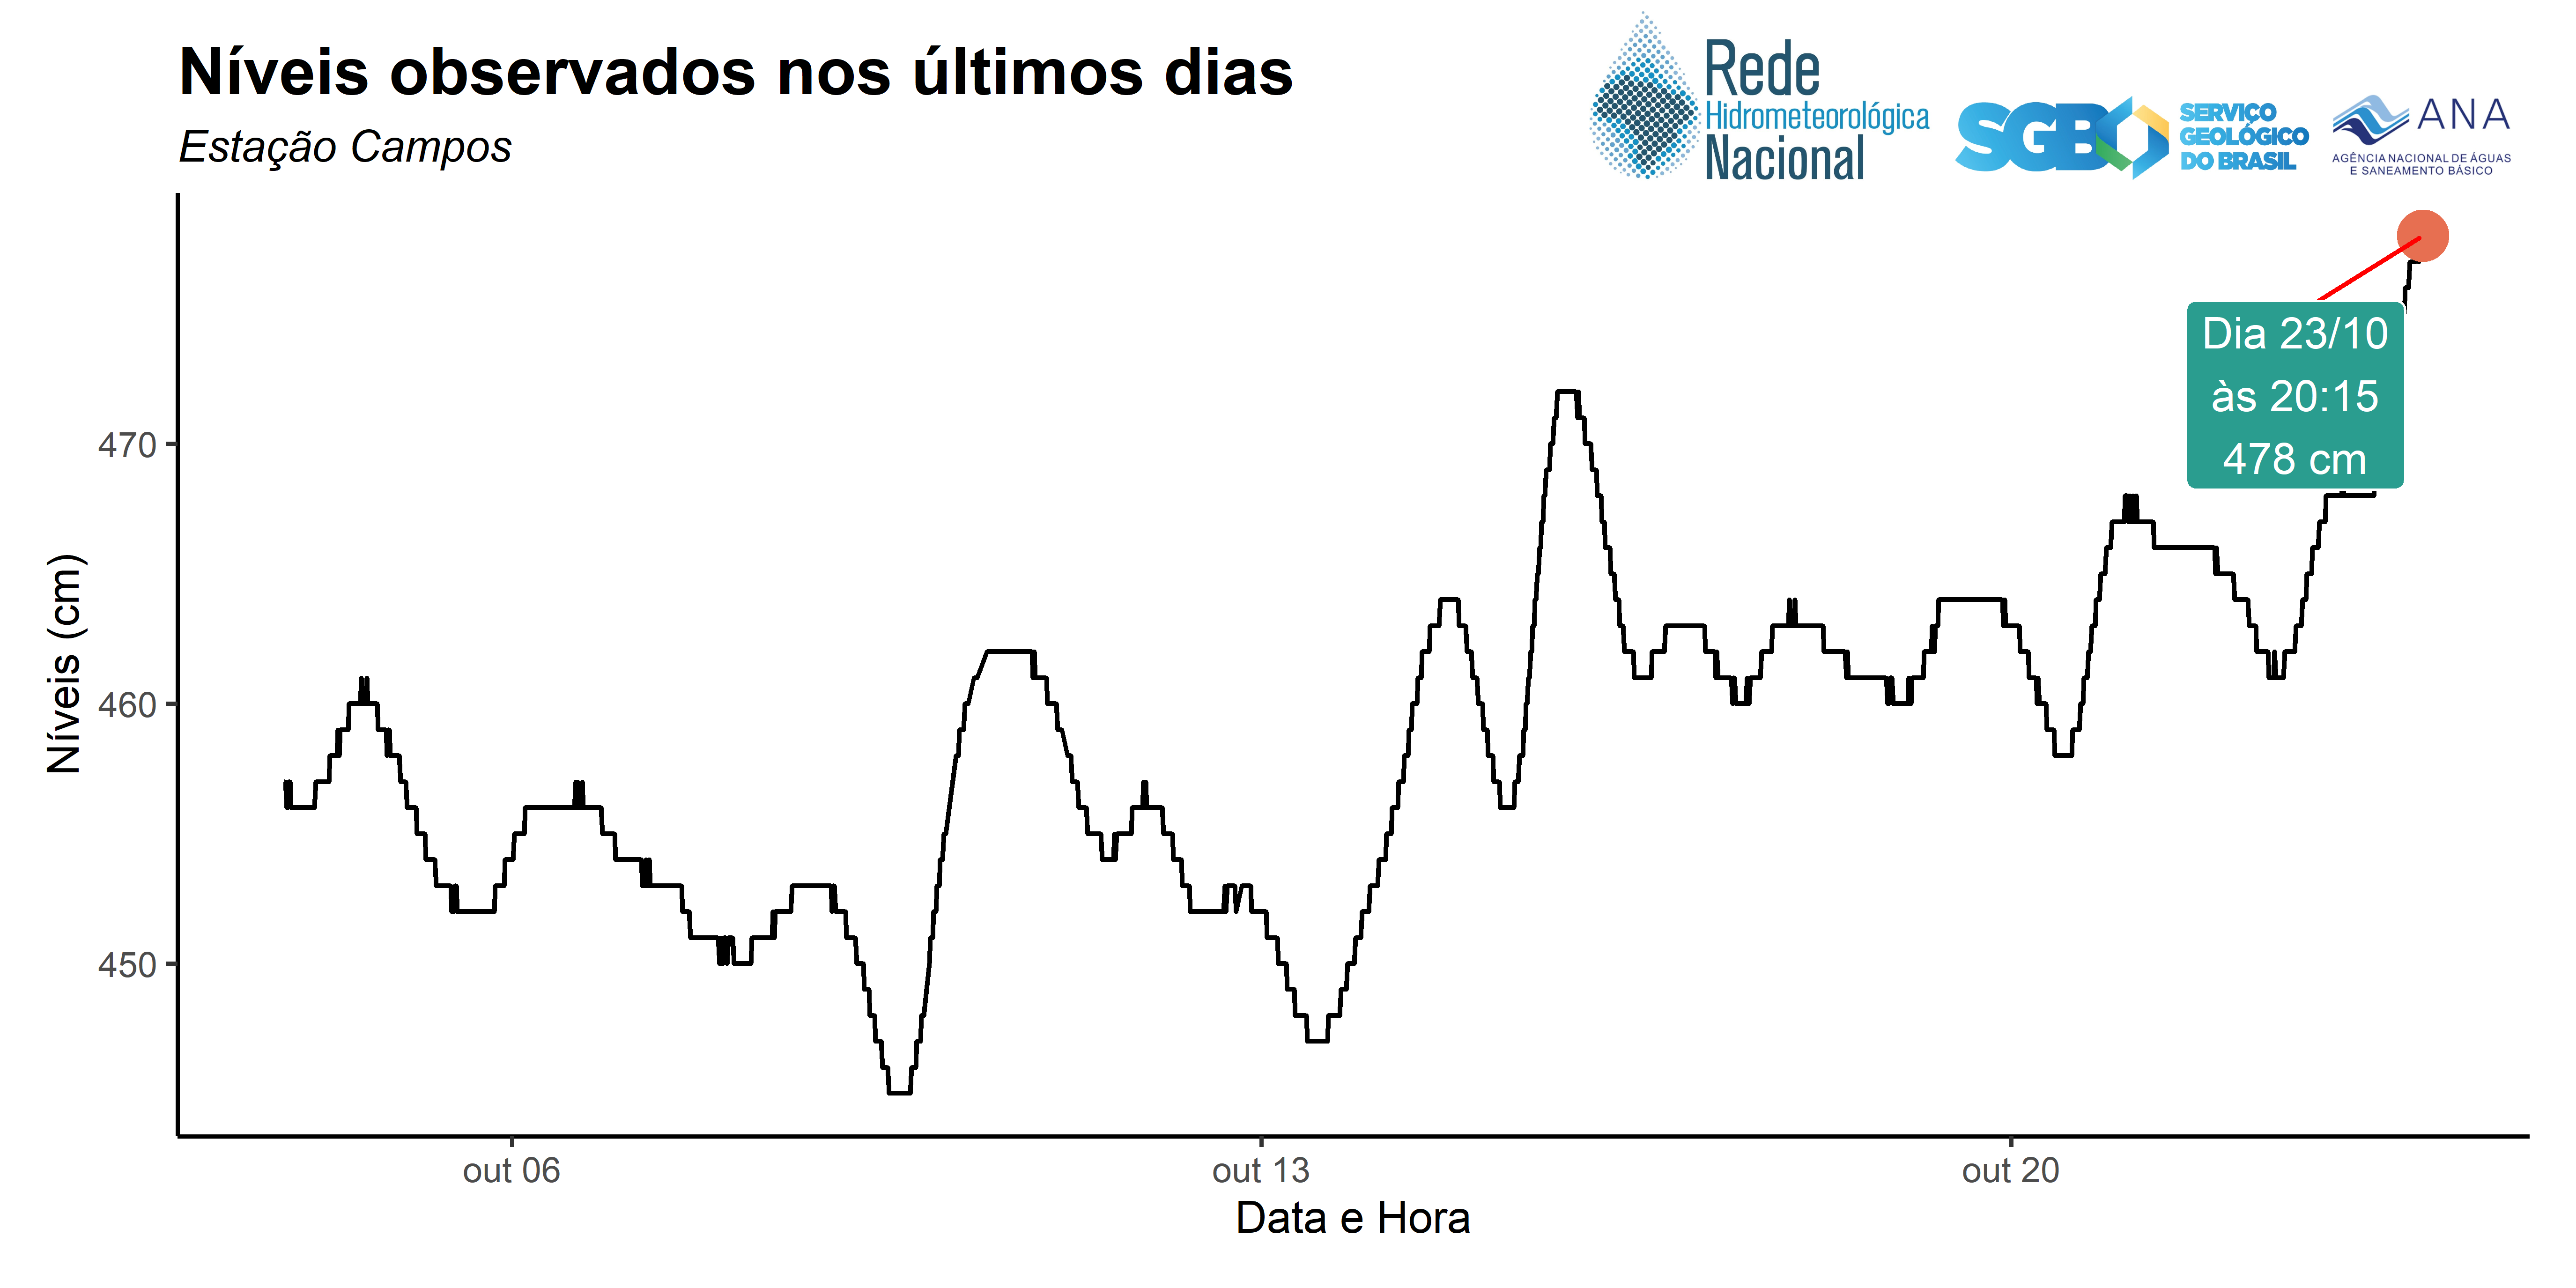 Níveis observados nos últimos dias
Estação Campos
Rede
Hidrometeorológica
Nacional
SGB
SERVIÇO
GEOLÓGICO
DO BRASIL
ANA
AGÊNCIA NACIONAL DE ÁGUAS
E SANEAMENTO BÁSICO
Dia 23/10
às 20:15
478 cm
470
460
450
Níveis (cm)
out 06
out 13
out 20
Data e Hora